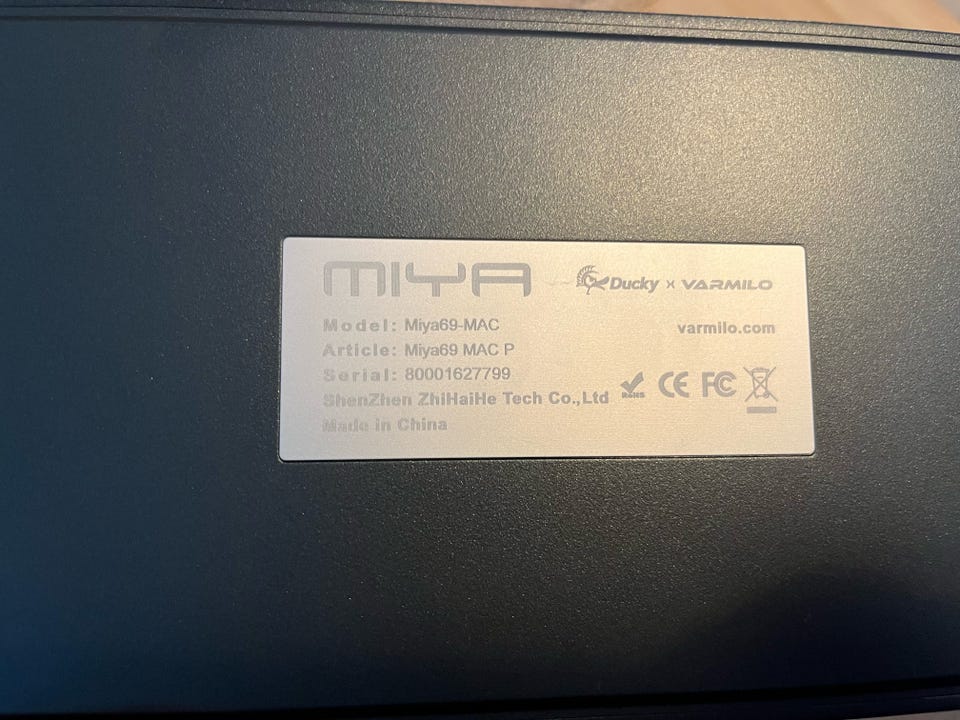 MIYA Ducky x VARMILO
Model: Miya69-MAC varmilo.com
Article: Miya69 MAC P
Serial: 80001627799
RoHS CE FC
ShenZhen ZhiHaiHe Tech Co.,Ltd
Made in China